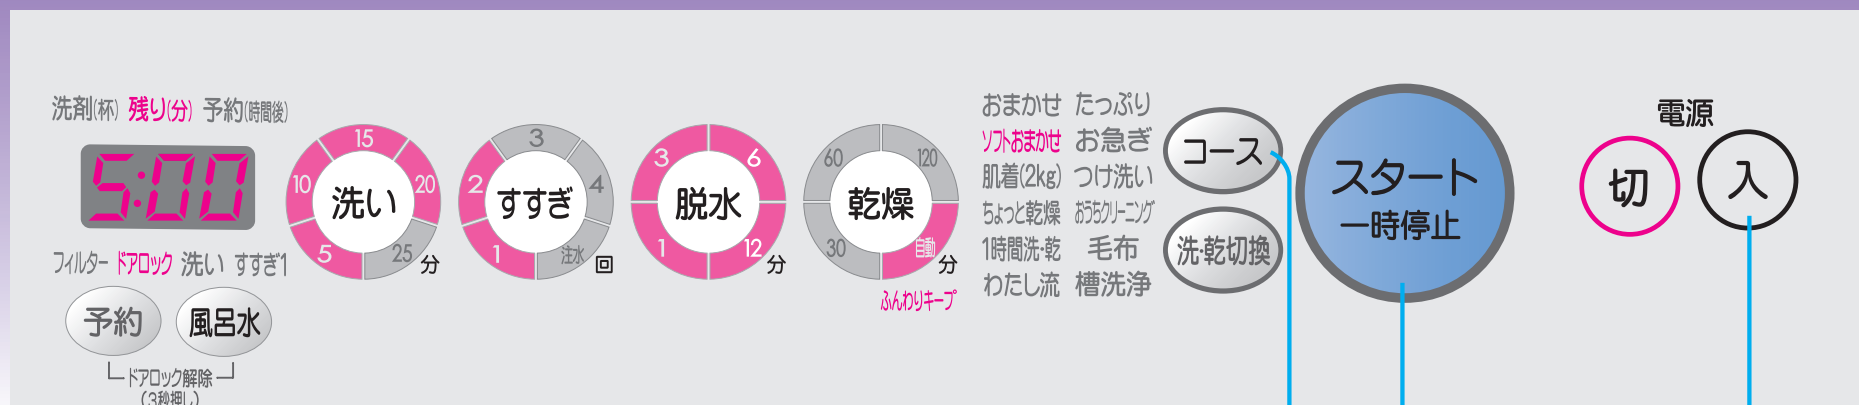 洗剤(杯) 残り(分) 予約(時間後)
5:00
フィルター ドアロック 洗い すすぎ1
予約 風呂水
ドアロック解除
(3秒押し)
洗い
5 10 15 20 25 分
すすぎ
1 2 3 4 注水 回
脱水
1 3 6 12 分
乾燥
30 60 120 自動 分
ふんわりキープ
おまかせ たっぷり
ソフトおまかせ お急ぎ
肌着(2kg) つけ洗い
ちょっと乾燥 おうちクリーニング
1時間洗・乾 毛布
わたし流 槽洗浄
コース
洗・乾切換
スタート
一時停止
電源
切 入